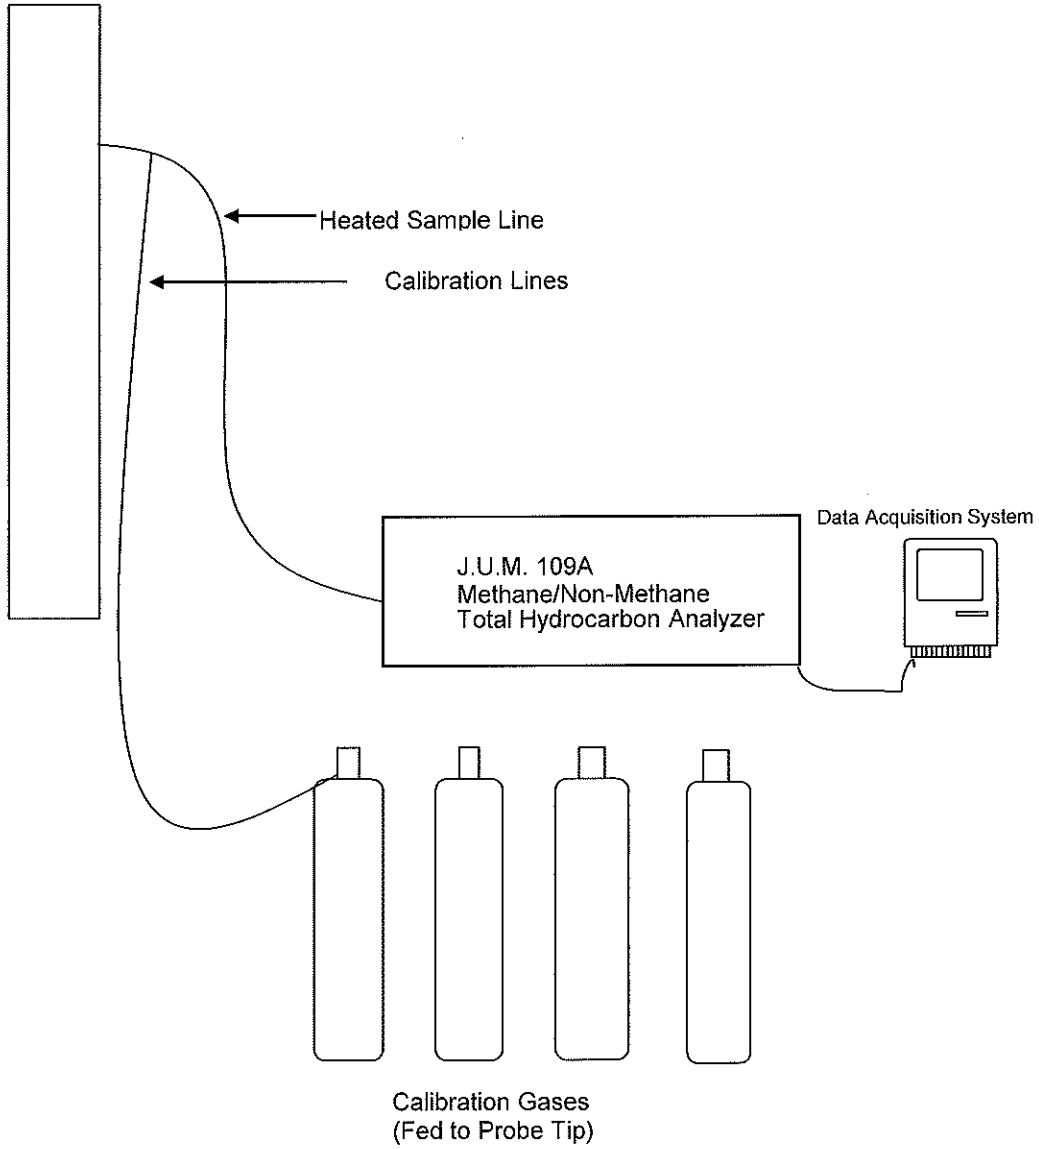 Heated Sample Line
Calibration Lines
Data Acquisition System
J.U.M. 109A
Methane/Non-Methane
Total Hydrocarbon Analyzer
Calibration Gases
(Fed to Probe Tip)